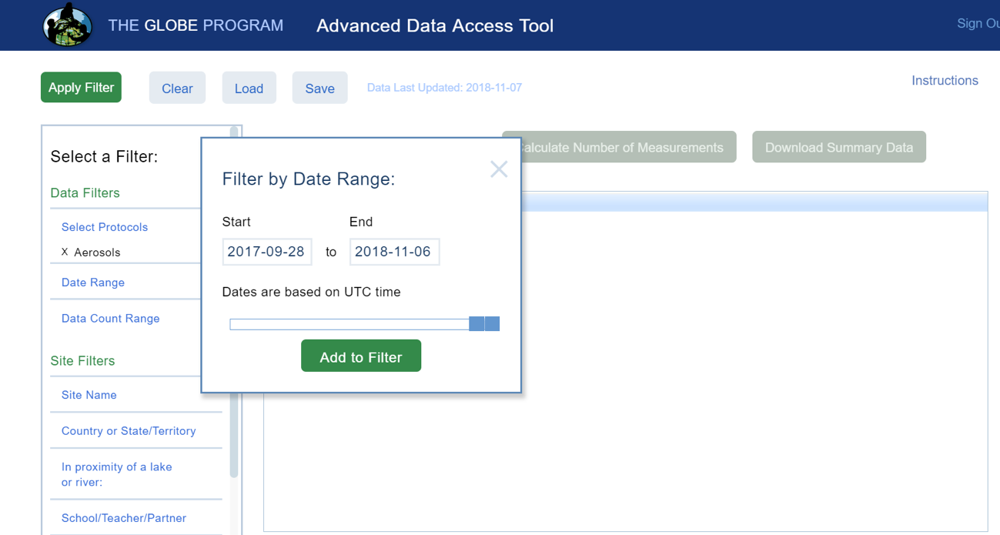 THE GLOBE PROGRAM
Advanced Data Access Tool
Sign Ou
Apply Filter
Clear
Load
Save
Data Last Updated: 2018-11-07
Instructions
Select a Filter:
Data Filters
Select Protocols
X Aerosols
Date Range
Data Count Range
Site Filters
Site Name
Country or State/Territory
In proximity of a lake
or river:
School/Teacher/Partner
Filter by Date Range:
Start
End
2017-09-28 to 2018-11-06
Dates are based on UTC time
Add to Filter
alculate Number of Measurements
Download Summary Data